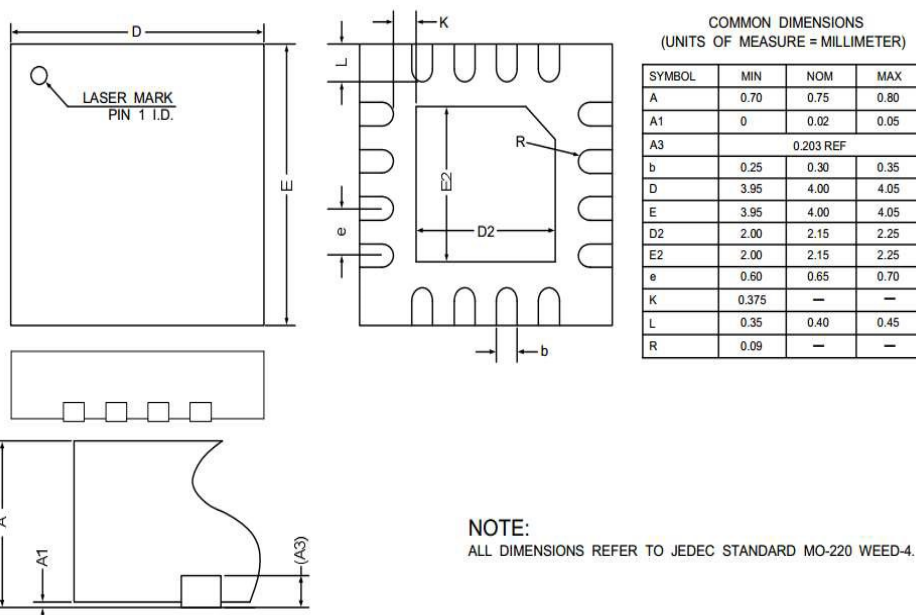 D
LASER MARK
PIN 1 I.D.
E
K
L
R
E2
D2
e
b
A
A1
(A3)
COMMON DIMENSIONS
(UNITS OF MEASURE = MILLIMETER)
SYMBOL MIN NOM MAX
A 0.70 0.75 0.80
A1 0 0.02 0.05
A3 0.203 REF
b 0.25 0.30 0.35
D 3.95 4.00 4.05
E 3.95 4.00 4.05
D2 2.00 2.15 2.25
E2 2.00 2.15 2.25
e 0.60 0.65 0.70
K 0.375 — —
L 0.35 0.40 0.45
R 0.09 — —
NOTE:
ALL DIMENSIONS REFER TO JEDEC STANDARD MO-220 WEED-4.